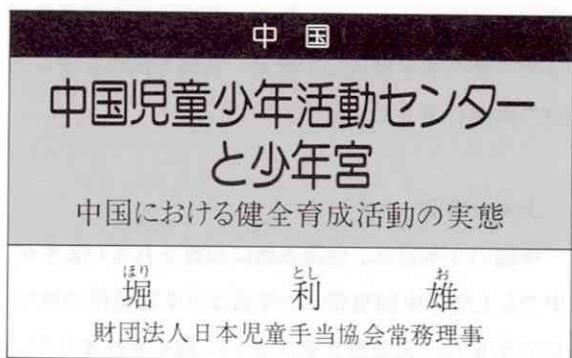 中国
中国児童少年活動センター
と少年宮
中国における健全育成活動の実態
ほり とし お
堀 利 雄
財団法人日本児童手当協会常務理事